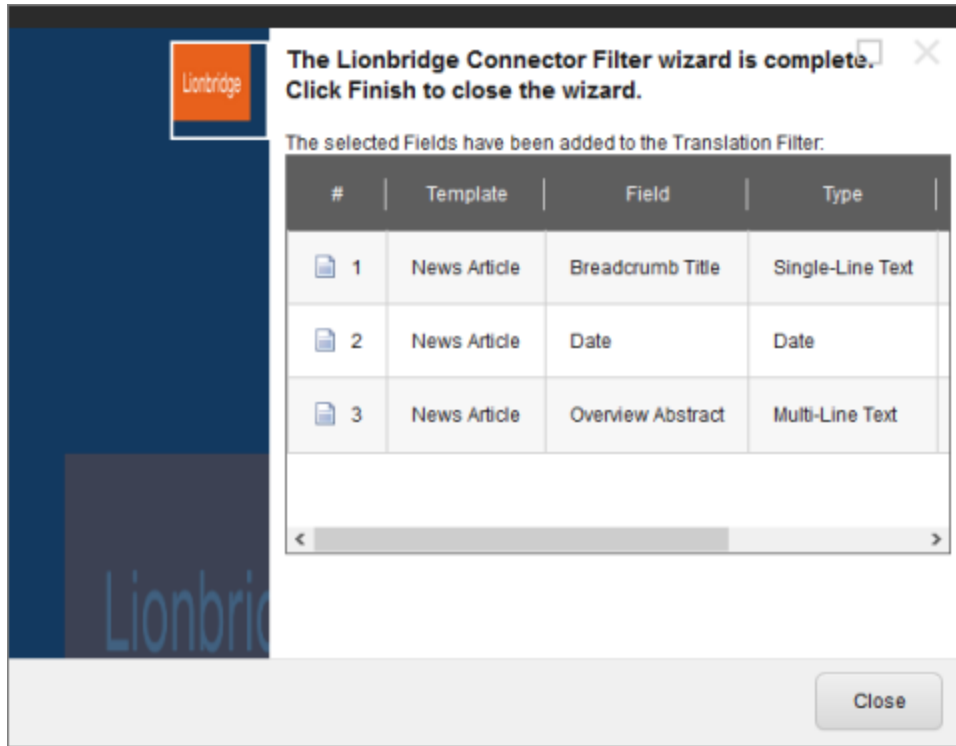 Lionbridge
The Lionbridge Connector Filter wizard is complete.
Click Finish to close the wizard.
The selected Fields have been added to the Translation Filter:
# Template Field Type
1 News Article Breadcrumb Title Single-Line Text
2 News Article Date Date
3 News Article Overview Abstract Multi-Line Text
Lionbridg
Close